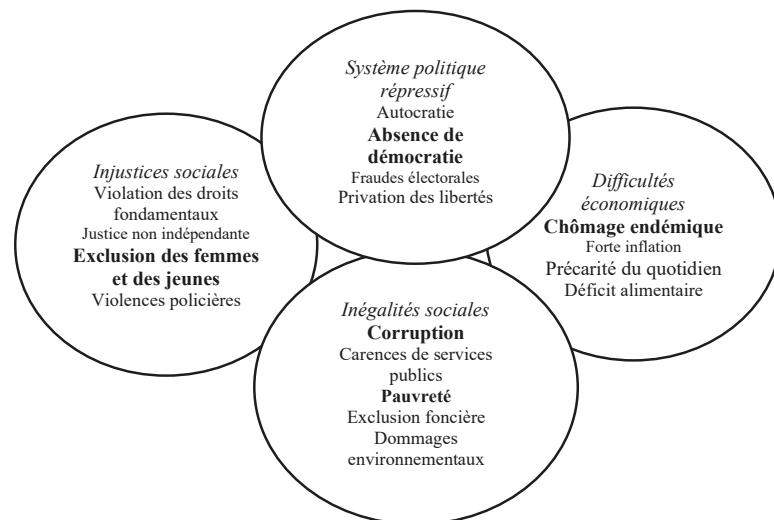 Système politique
répressif
Autocratie
Absence de
démocratie
Fraudes électorales
Privation des libertés
Injustices sociales
Violation des droits
fondamentaux
Justice non indépendante
Exclusion des femmes
et des jeunes
Violences policières
Difficultés
économiques
Chômage endémique
Forte inflation
Précarité du quotidien
Déficit alimentaire
Inégalités sociales
Corruption
Carences de services
publics
Pauvreté
Exclusion foncière
Dommages
environnementaux